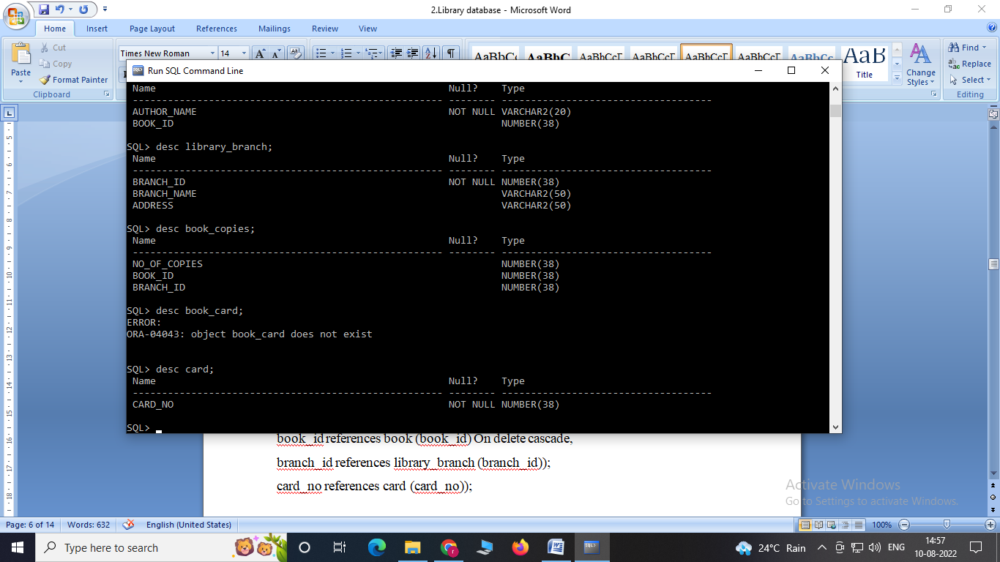 2.Library database - Microsoft Word
Home Insert Page Layout References Mailings Review View
Cut
Copy
Paste
Format Painter
Clipboard
Times New Roman 14
AaBbCc AaBbC AaBbCcD AaBbCcD AaBbCcD AaBbCcD AaBbCc AaB
Title
Change
Styles
Find
Replace
Select
Editing
Run SQL Command Line
Name Null? Type
AUTHOR_NAME NOT NULL VARCHAR2(20)
BOOK_ID NUMBER(38)
SQL> desc library_branch;
Name Null? Type
BRANCH_ID NOT NULL NUMBER(38)
BRANCH_NAME VARCHAR2(50)
ADDRESS VARCHAR2(50)
SQL> desc book_copies;
Name Null? Type
NO_OF_COPIES NUMBER(38)
BOOK_ID NUMBER(38)
BRANCH_ID NUMBER(38)
SQL> desc book_card;
ERROR:
ORA-04043: object book_card does not exist
SQL> desc card;
Name Null? Type
CARD_NO NOT NULL NUMBER(38)
SQL>
book_id references book (book_id) On delete cascade,
branch_id references library_branch (branch_id));
card_no references card (card_no));
Activate Windows
Go to Settings to activate Windows.
Page: 6 of 14 Words: 632 English (United States) 100%
Type here to search
24°C Rain ENG 14:57
10-08-2022